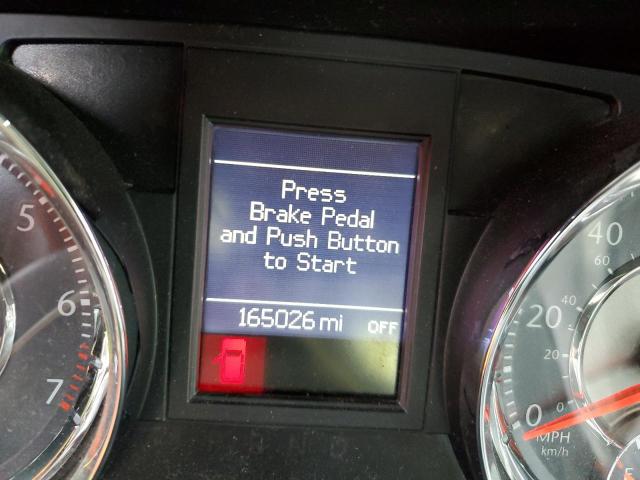 Press
Brake Pedal
and Push Button
to Start
165026 mi OFF
5
6
7
40
60
20
40
20
0
0
MPH
km/h
E